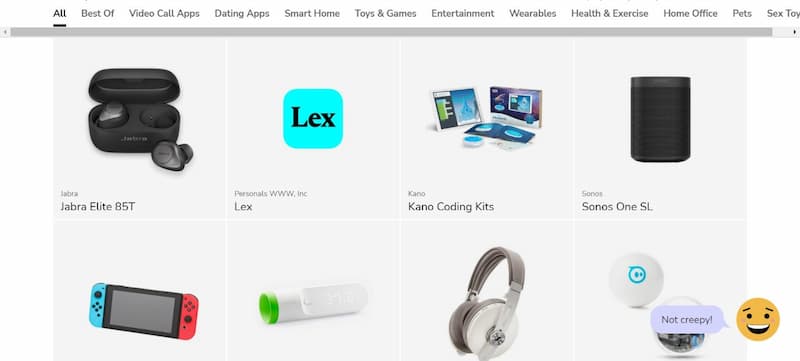 All Best Of Video Call Apps Dating Apps Smart Home Toys & Games Entertainment Wearables Health & Exercise Home Office Pets Sex Toy
Jabra
Lex
Jabra Personals WWW, Inc Kano Sonos
Jabra Elite 85T Lex Kano Coding Kits Sonos One SL
Not creepy!